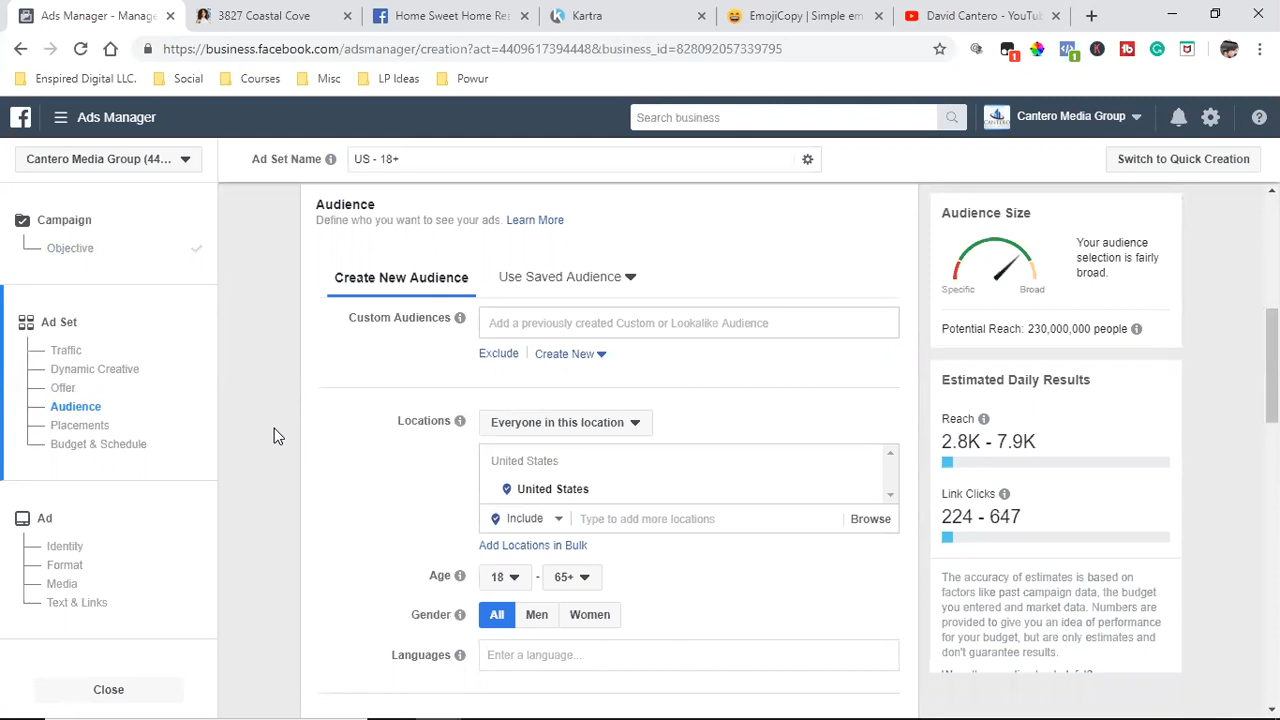 Ads Manager - Manage
3827 Coastal Cove
Home Sweet Home Res
Kartra
EmojiCopy | Simple em
David Cantero - YouTu
https://business.facebook.com/adsmanager/creation?act=4409617394448&business_id=828092057339795
1
1
Enspired Digital LLC.
Social
Courses
Misc
LP Ideas
Powur
Ads Manager
Search business
Cantero Media Group
Cantero Media Group (44...
Ad Set Name
US - 18+
Switch to Quick Creation
Campaign
Objective
Ad Set
Traffic
Dynamic Creative
Offer
Audience
Placements
Budget & Schedule
Ad
Identity
Format
Media
Text & Links
Close
Audience
Define who you want to see your ads. Learn More
Create New Audience
Use Saved Audience
Custom Audiences
Add a previously created Custom or Lookalike Audience
Exclude
Create New
Locations
Everyone in this location
United States
United States
Include
Type to add more locations
Browse
Add Locations in Bulk
Age
18 - 65+
Gender
All
Men
Women
Languages
Enter a language...
Audience Size
Specific
Broad
Your audience
selection is fairly
broad.
Potential Reach: 230,000,000 people
Estimated Daily Results
Reach
2.8K - 7.9K
Link Clicks
224 - 647
The accuracy of estimates is based on
factors like past campaign data, the budget
you entered and market data. Numbers are
provided to give you an idea of performance
for your budget, but are only estimates and
don't guarantee results.